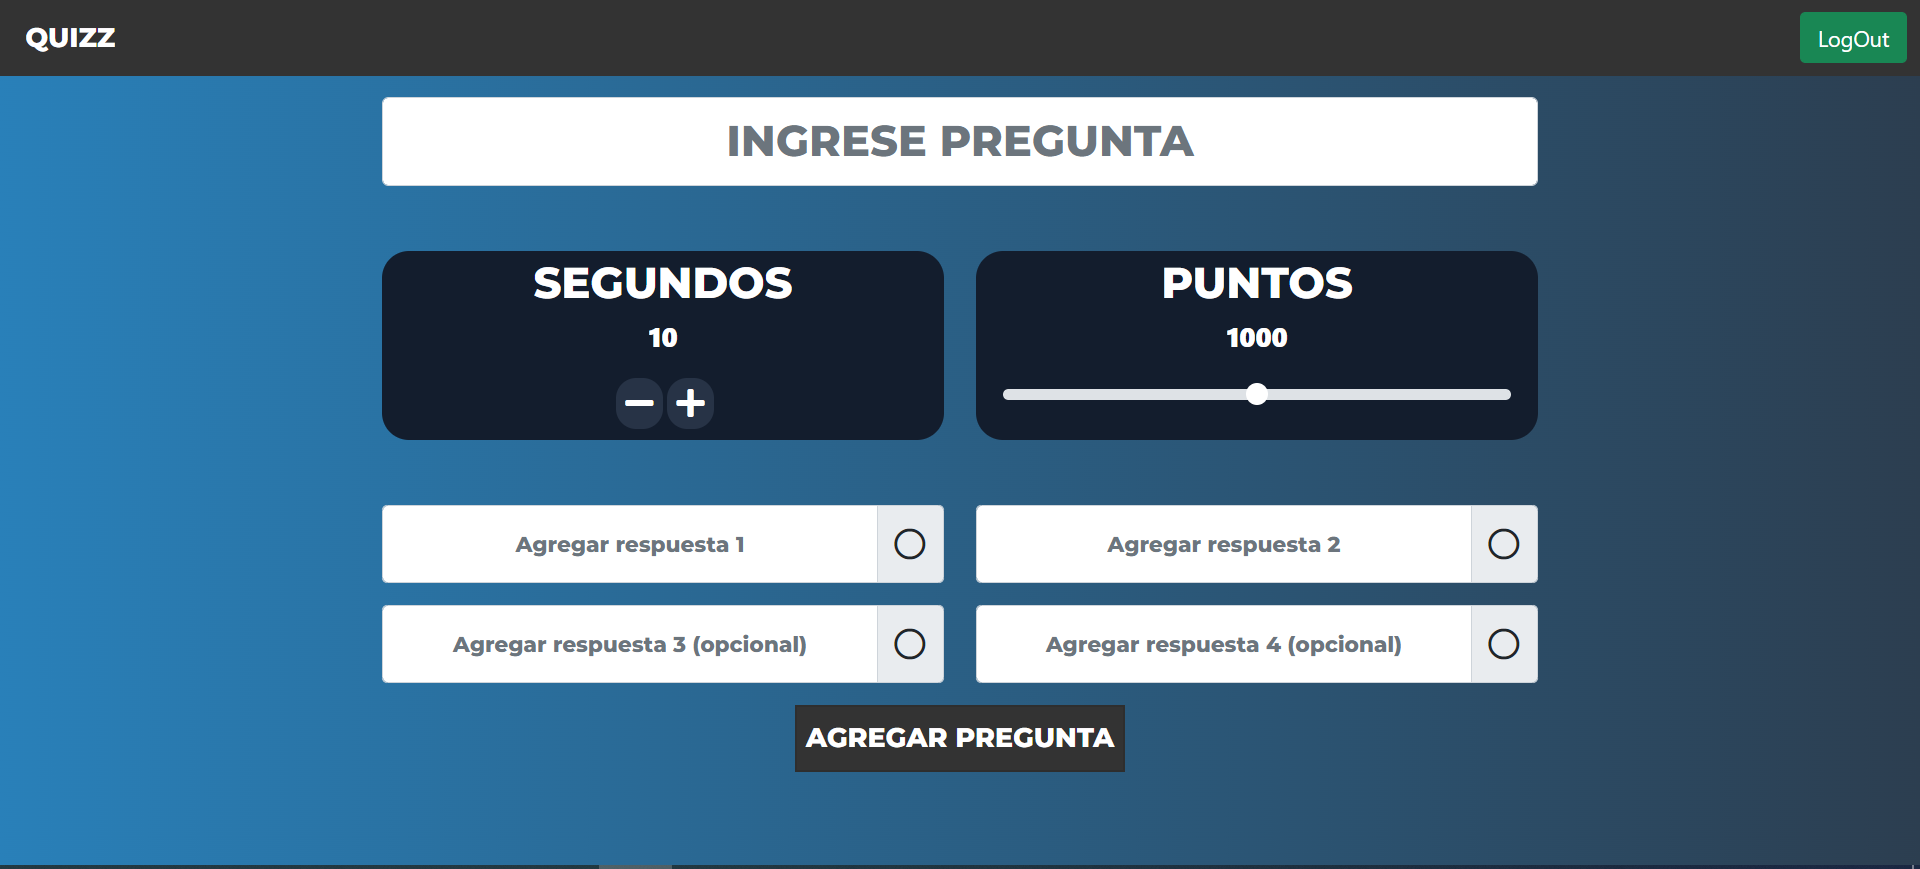 QUIZZ
LogOut
INGRESE PREGUNTA
SEGUNDOS
10
PUNTOS
1000
Agregar respuesta 1
Agregar respuesta 2
Agregar respuesta 3 (opcional)
Agregar respuesta 4 (opcional)
AGREGAR PREGUNTA